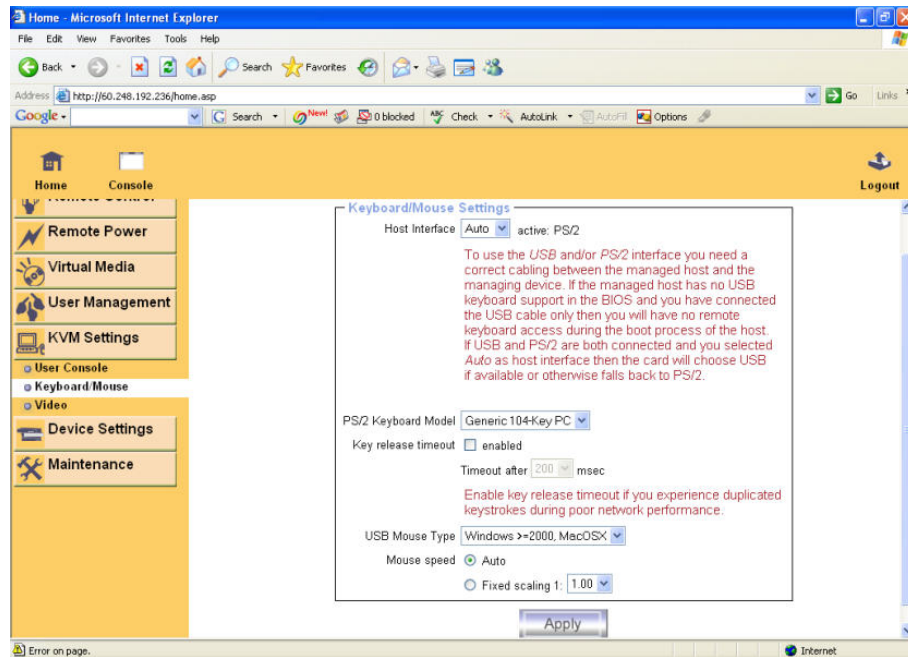 Home - Microsoft Internet Explorer
File Edit View Favorites Tools Help
Back Search Favorites
Address http://60.248.192.236/home.asp Go Links
Google Search New! 0 blocked ABC Check AutoLink AutoFill Options
Home Console Logout
Remote Control
Remote Power
Virtual Media
User Management
KVM Settings
User Console
Keyboard/Mouse
Video
Device Settings
Maintenance
Keyboard/Mouse Settings
Host Interface Auto active: PS/2
To use the USB and/or PS/2 interface you need a
correct cabling between the managed host and the
managing device. If the managed host has no USB
keyboard support in the BIOS and you have connected
the USB cable only then you will have no remote
keyboard access during the boot process of the host.
If USB and PS/2 are both connected and you selected
Auto as host interface then the card will choose USB
if available or otherwise falls back to PS/2.
PS/2 Keyboard Model Generic 104-Key PC
Key release timeout enabled
Timeout after 200 msec
Enable key release timeout if you experience duplicated
keystrokes during poor network performance.
USB Mouse Type Windows >=2000, MacOSX
Mouse speed Auto
Fixed scaling 1: 1.00
Apply
Error on page. Internet